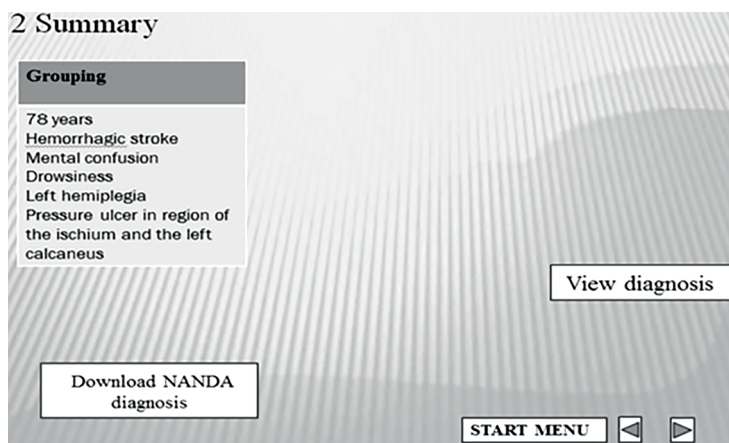 2 Summary
Grouping
78 years
Hemorrhagic stroke
Mental confusion
Drowsiness
Left hemiplegia
Pressure ulcer in region of
the ischium and the left
calcaneus
View diagnosis
Download NANDA
diagnosis
START MENU